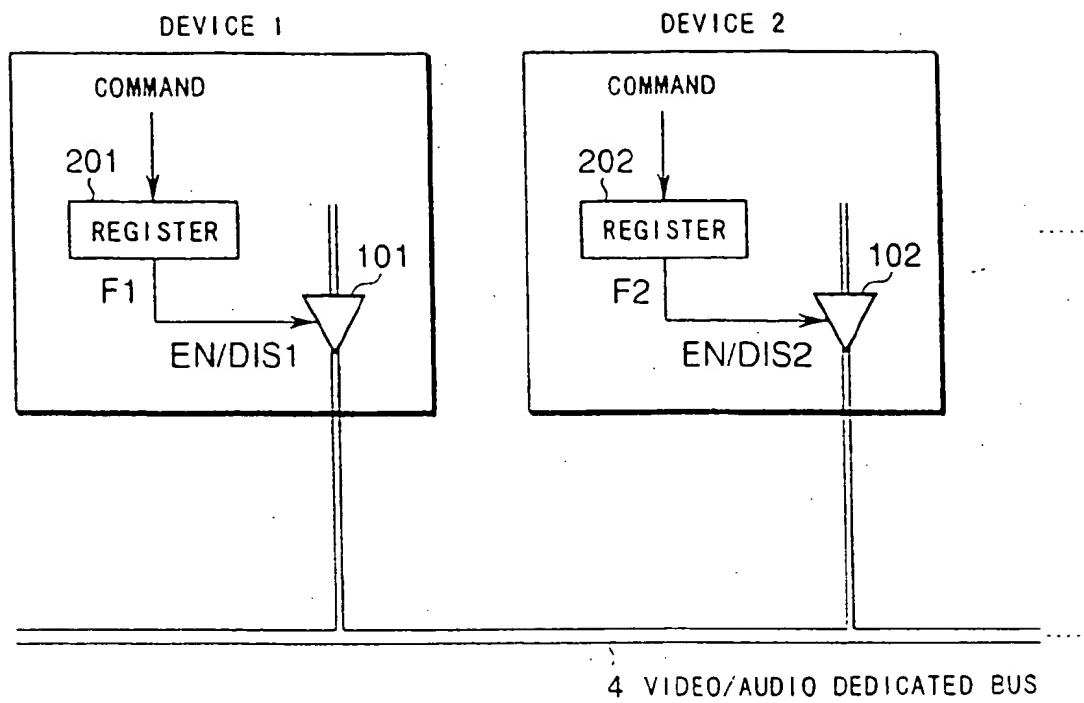 DEVICE 1
COMMAND
201
REGISTER
F1
101
EN/DIS1
DEVICE 2
COMMAND
202
REGISTER
F2
102
EN/DIS2
4 VIDEO/AUDIO DEDICATED BUS